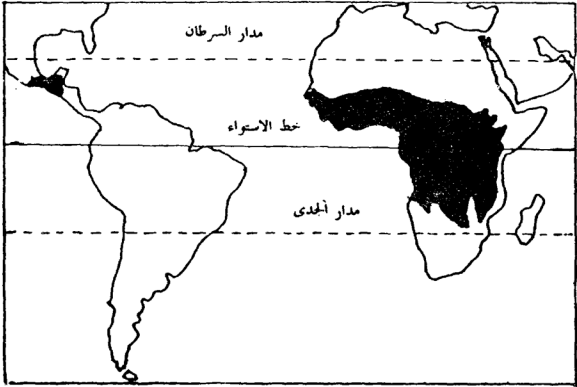 مدار السرطان
خط الاستواء
مدار الجدى